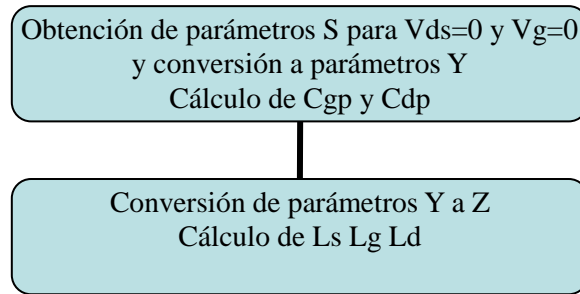 Obtención de parámetros S para Vds=0 y Vg=0
y conversión a parámetros Y
Cálculo de Cgp y Cdp
Conversión de parámetros Y a Z
Cálculo de Ls Lg Ld